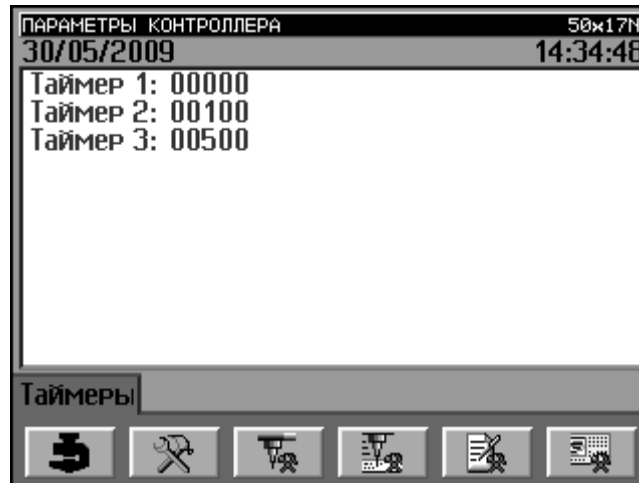 ПАРАМЕТРЫ КОНТРОЛЛЕРА 50x17N
30/05/2009 14:34:48
Таймер 1: 00000
Таймер 2: 00100
Таймер 3: 00500
Таймеры